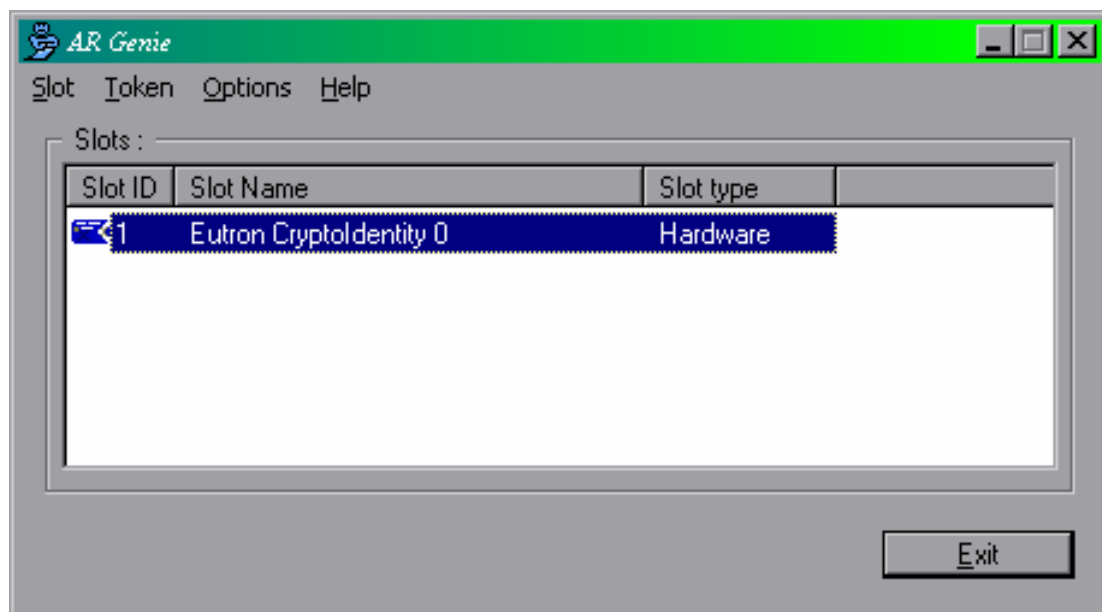 AR Genie
Slot Token Options Help
Slots :
Slot ID Slot Name Slot type
1 Eutron CryptoIdentity 0 Hardware
Exit